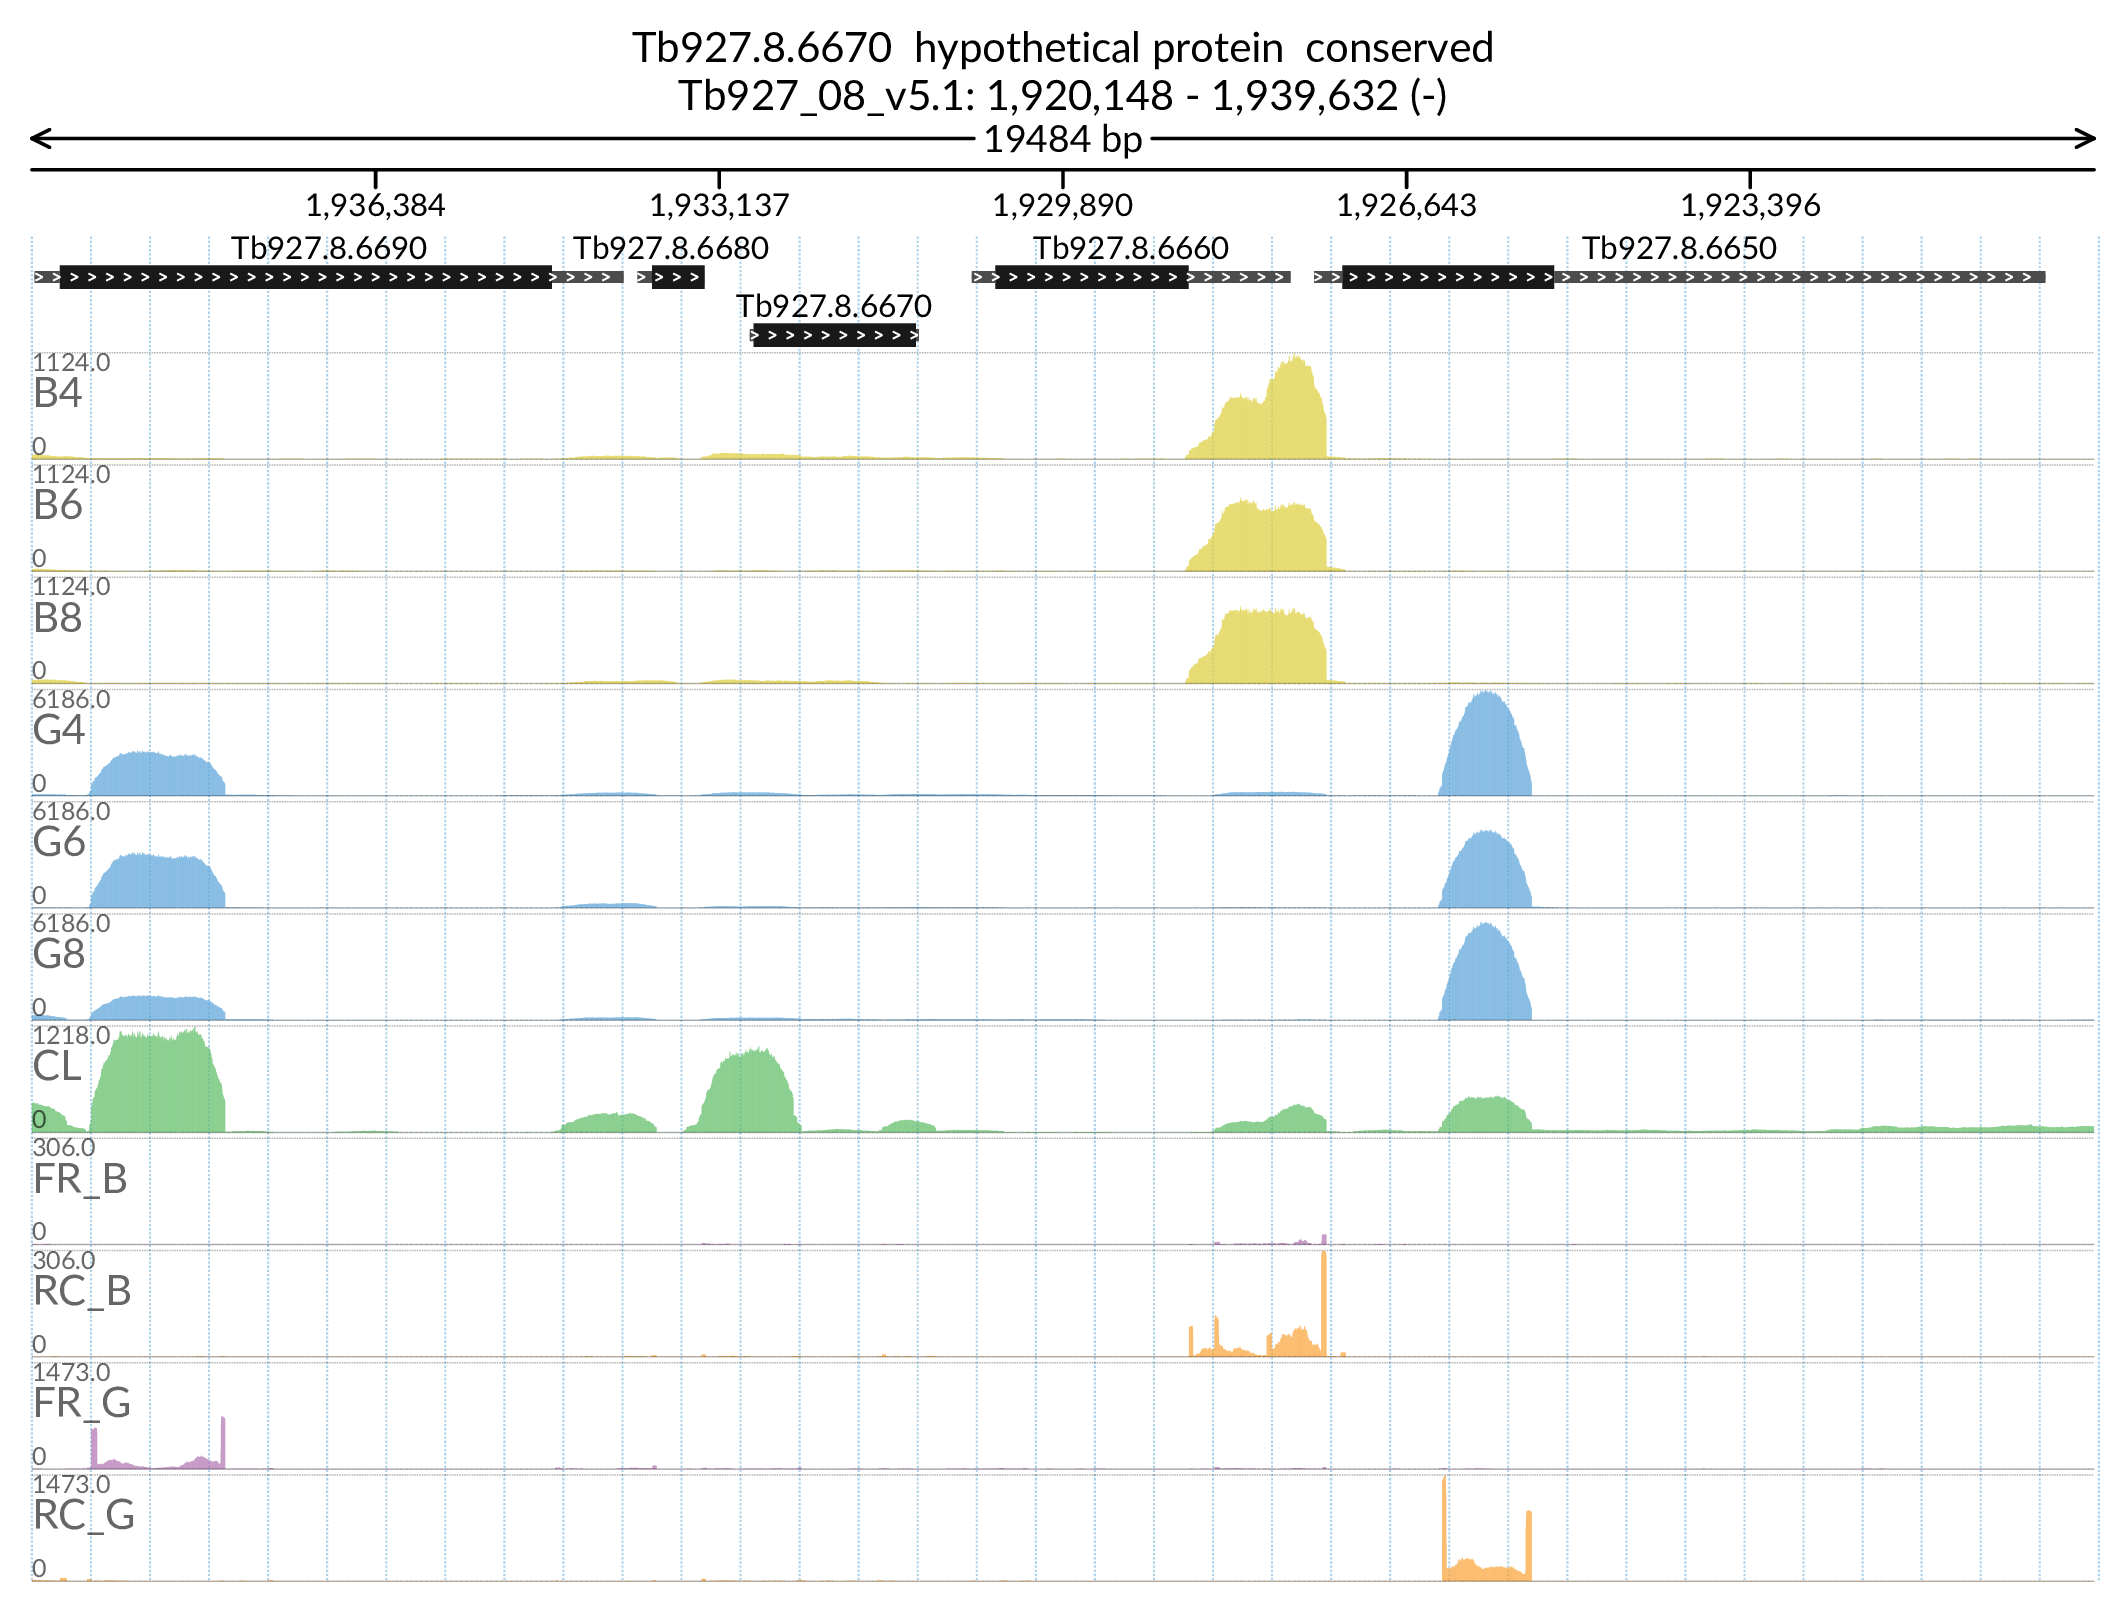 Tb927.8.6670  hypothetical protein  conserved
Tb927_08_v5.1: 1,920,148 - 1,939,632 (-)
19484 bp
1,936,384 1,933,137 1,929,890 1,926,643 1,923,396
Tb927.8.6690 Tb927.8.6680 Tb927.8.6660 Tb927.8.6650
Tb927.8.6670
1124.0
B4
0
1124.0
B6
0
1124.0
B8
0
6186.0
G4
0
6186.0
G6
0
6186.0
G8
0
1218.0
CL
0
306.0
FR_B
0
306.0
RC_B
0
1473.0
FR_G
0
1473.0
RC_G
0